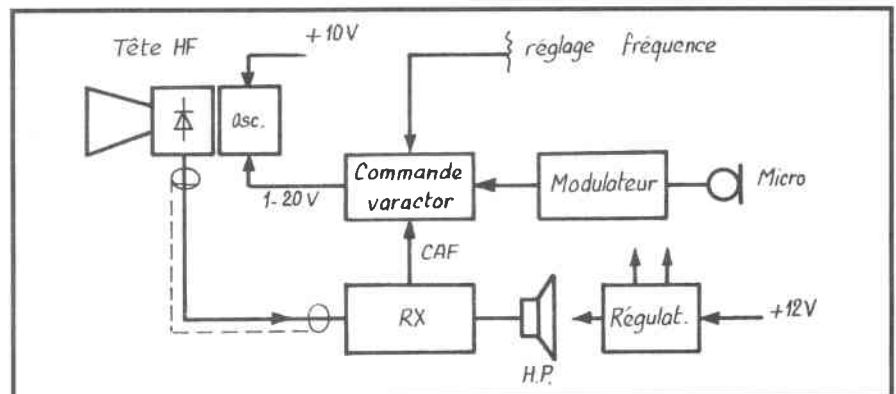 Tête HF
+10V
réglage fréquence
osc.
Commande
varactor
Modulateur
Micro
1-20 V
CAF
RX
H.P.
Régulat.
+12V